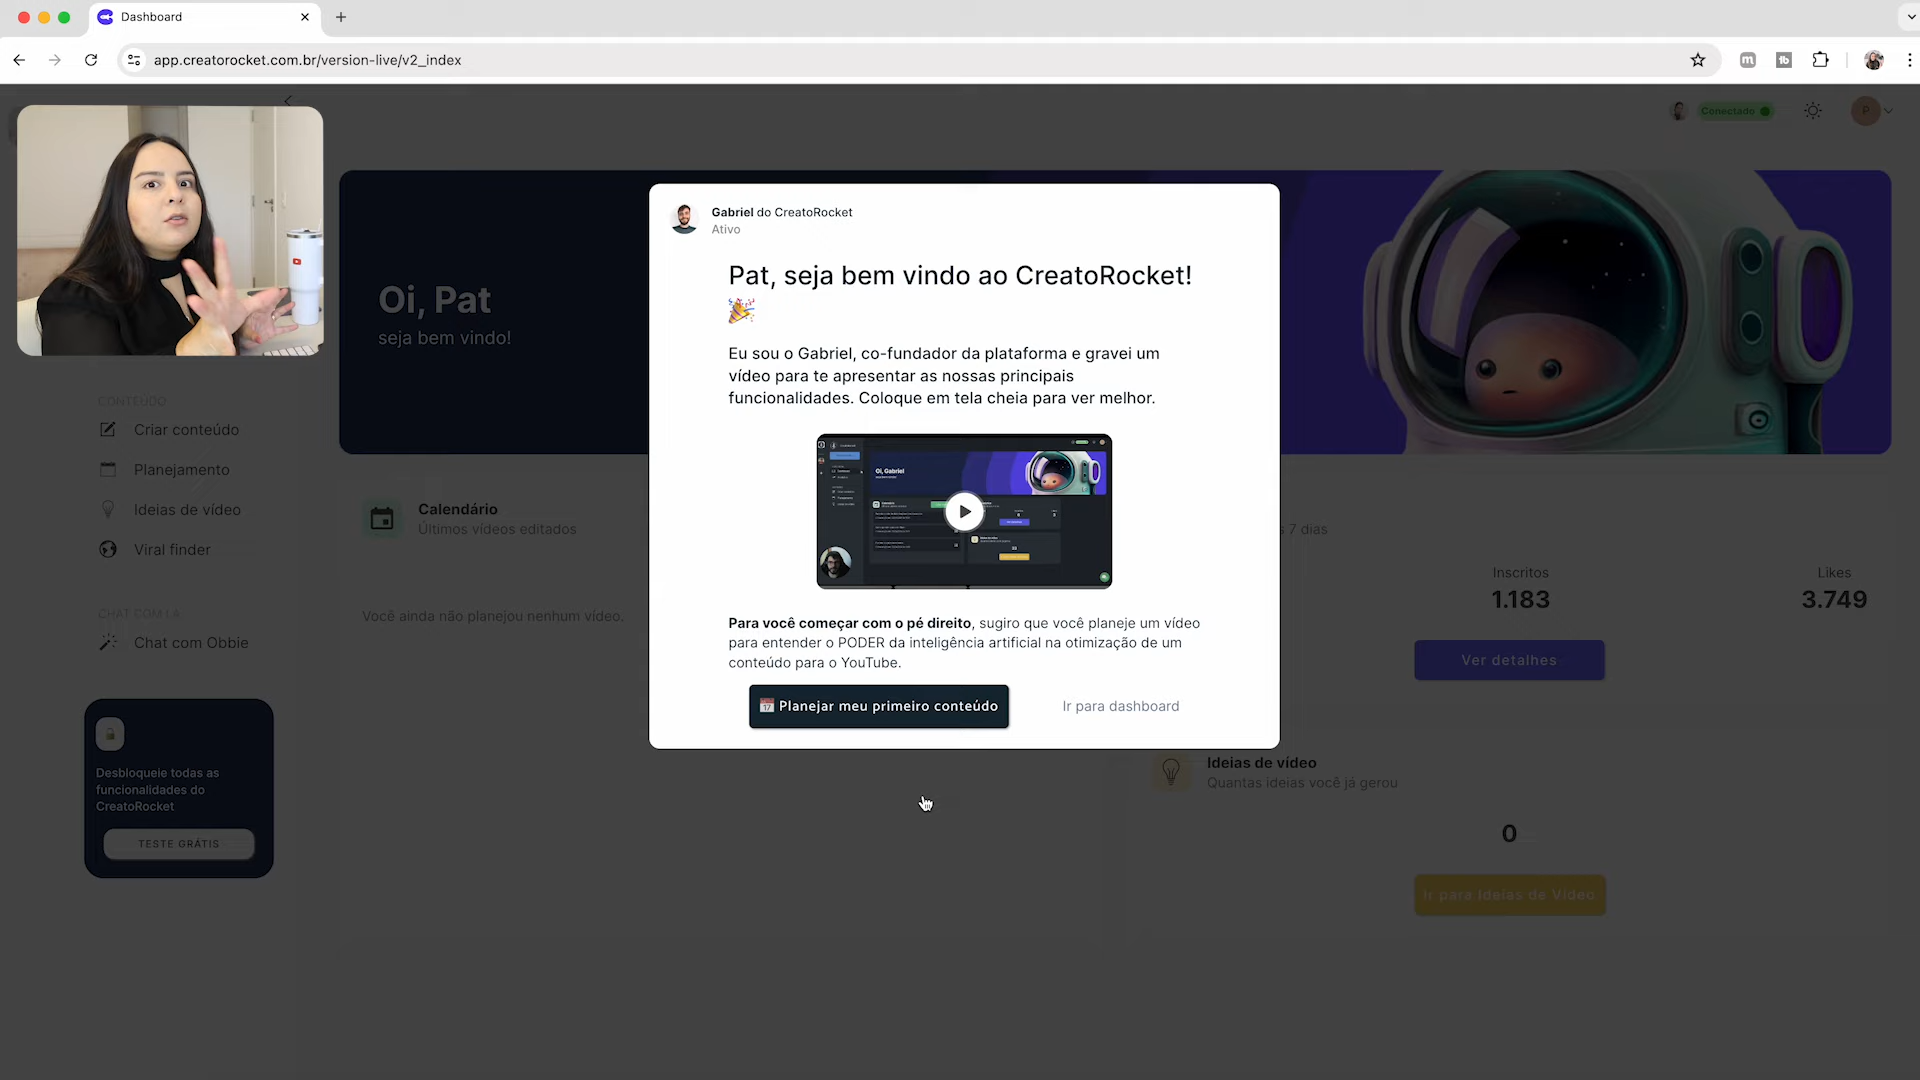 Dashboard
app.creatorocket.com.br/version-live/v2_index
Conectado
P
Oi, Pat
seja bem vindo!
Gabriel do CreatoRocket
Ativo
Pat, seja bem vindo ao CreatoRocket!
🎉
Eu sou o Gabriel, co-fundador da plataforma e gravei um
vídeo para te apresentar as nossas principais
funcionalidades. Coloque em tela cheia para ver melhor.
Oi, Gabriel
Para você começar com o pé direito, sugiro que você planeje um vídeo
para entender o PODER da inteligência artificial na otimização de um
conteúdo para o YouTube.
📅 Planejar meu primeiro conteúdo
Ir para dashboard
CONTEÚDO
Criar conteúdo
Planejamento
Ideias de vídeo
Viral finder
CHAT COM I.A
Chat com Obbie
Desbloqueie todas as
funcionalidades do
CreatoRocket
TESTE GRÁTIS
Calendário
Últimos vídeos editados
Você ainda não planejou nenhum vídeo.
s 7 dias
Inscritos
1.183
Likes
3.749
Ver detalhes
Ideias de vídeo
Quantas ideias você já gerou
0
Ir para Ideias de Vídeo